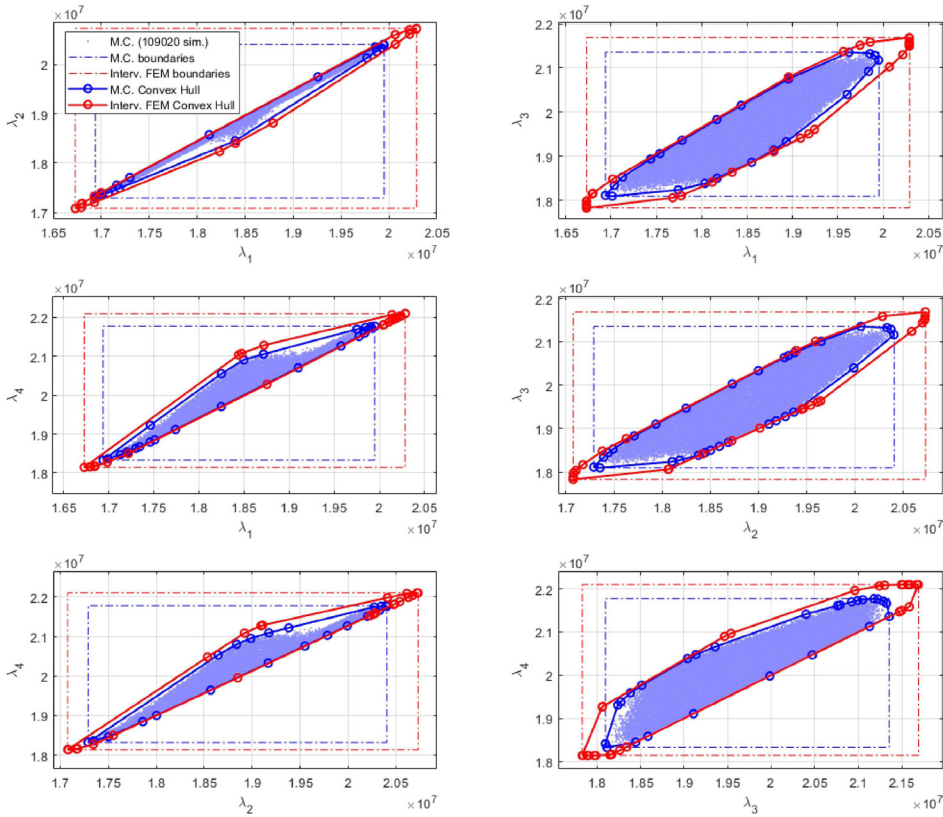 ×10⁷
2
1.9
1.8
1.7
λ₂
M.C. (109020 sim.)
M.C. boundaries
Interv. FEM boundaries
M.C. Convex Hull
Interv. FEM Convex Hull
1.65 1.7 1.75 1.8 1.85 1.9 1.95 2 2.05
λ₁ ×10⁷
×10⁷
2.2
2.1
2
1.9
1.8
λ₃
1.65 1.7 1.75 1.8 1.85 1.9 1.95 2 2.05
λ₁ ×10⁷
×10⁷
2.2
2.1
2
1.9
1.8
λ₄
1.65 1.7 1.75 1.8 1.85 1.9 1.95 2 2.05
λ₁ ×10⁷
×10⁷
2.2
2.1
2
1.9
1.8
λ₃
1.7 1.75 1.8 1.85 1.9 1.95 2 2.05
λ₂ ×10⁷
×10⁷
2.2
2.1
2
1.9
1.8
λ₄
1.7 1.75 1.8 1.85 1.9 1.95 2 2.05
λ₂ ×10⁷
×10⁷
2.2
2.1
2
1.9
1.8
λ₄
1.8 1.85 1.9 1.95 2 2.05 2.1 2.15
λ₃ ×10⁷